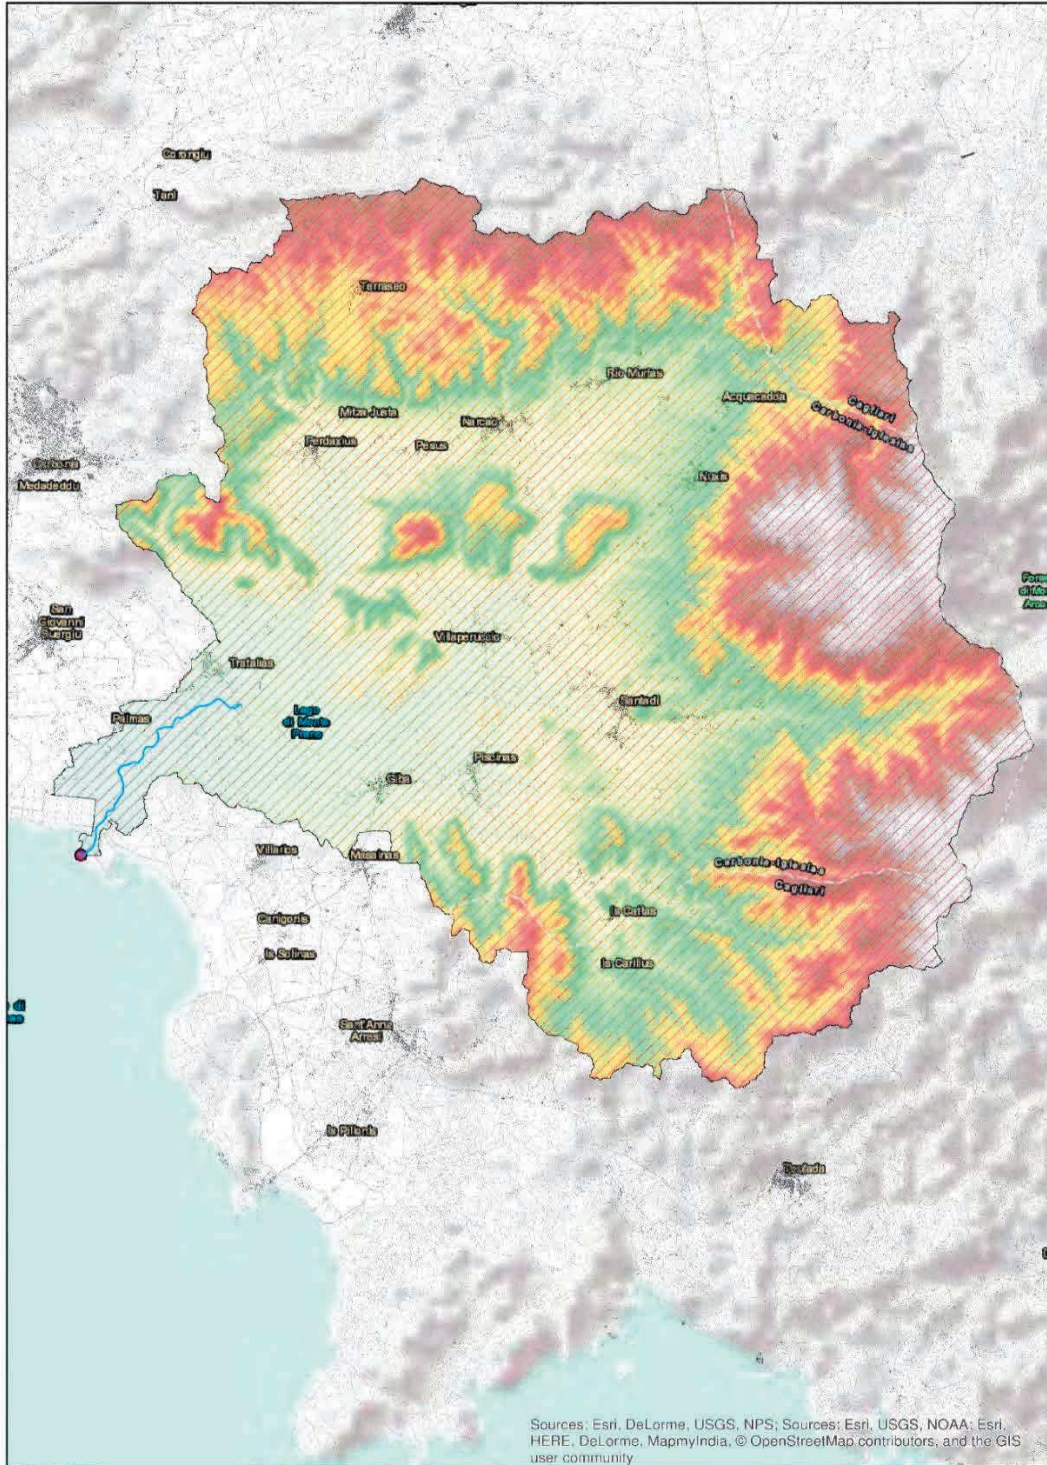 Corongiu
Tani
Terraseo
Rio Murtas
Acquacadda
Cagliari
Carbonia-Iglesias
Mitza Justa
Narcao
Perdaxius
Pesus
Nuxis
Carbonia
Medadeddu
San
Giovanni
Suergiu
Villaperuccio
Tratalias
Santadi
Palmas
Lago
di Monte
Pranu
Piscinas
Giba
Villarios
Masainas
Carbonia-Iglesias
Cagliari
Is Cattas
Canigonis
Is Solinas
Is Carillus
Sant'Anna
Arresi
Is Pillonis
Teulada
Sources: Esri, DeLorme, USGS, NPS; Sources: Esri, USGS, NOAA; Esri,
HERE, DeLorme, MapmyIndia, © OpenStreetMap contributors, and the GIS
user community